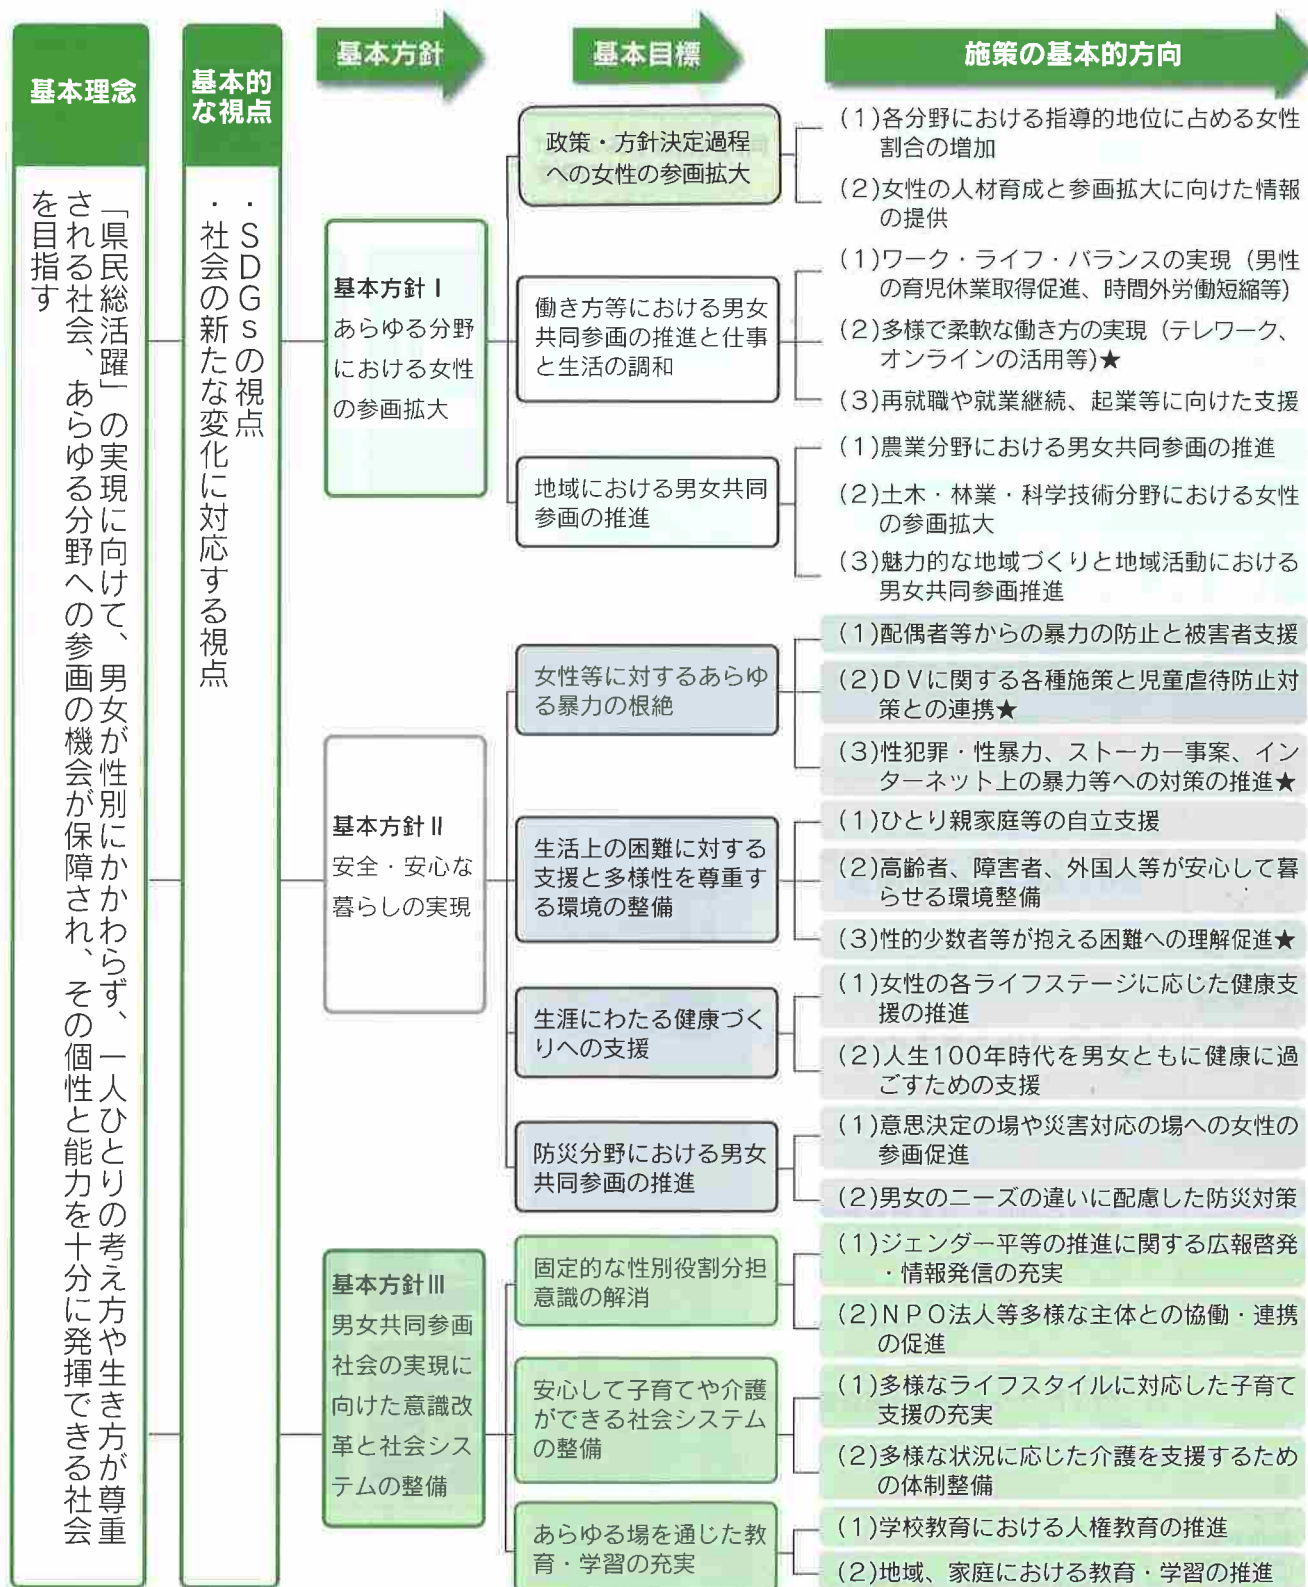 基本理念
「県民総活躍」の実現に向けて、男女が性別にかかわらず、一人ひとりの考え方や生き方が尊重
される社会、あらゆる分野への参画の機会が保障され、その個性と能力を十分に発揮できる社会
を目指す
基本的
な視点
・SDGsの視点
・社会の新たな変化に対応する視点
基本方針
基本目標
施策の基本的方向
基本方針Ⅰ
あらゆる分野
における女性
の参画拡大
政策・方針決定過程
への女性の参画拡大
(1)各分野における指導的地位に占める女性
割合の増加
(2)女性の人材育成と参画拡大に向けた情報
の提供
働き方等における男女
共同参画の推進と仕事
と生活の調和
(1)ワーク・ライフ・バランスの実現(男性
の育児休業取得促進、時間外労働短縮等)
(2)多様で柔軟な働き方の実現(テレワーク、
オンラインの活用等)★
(3)再就職や就業継続、起業等に向けた支援
地域における男女共同
参画の推進
(1)農業分野における男女共同参画の推進
(2)土木・林業・科学技術分野における女性
の参画拡大
(3)魅力的な地域づくりと地域活動における
男女共同参画推進
基本方針Ⅱ
安全・安心な
暮らしの実現
女性等に対するあらゆ
る暴力の根絶
(1)配偶者等からの暴力の防止と被害者支援
(2)DVに関する各種施策と児童虐待防止対
策との連携★
(3)性犯罪・性暴力、ストーカー事案、イン
ターネット上の暴力等への対策の推進★
生活上の困難に対する
支援と多様性を尊重す
る環境の整備
(1)ひとり親家庭等の自立支援
(2)高齢者、障害者、外国人等が安心して暮
らせる環境整備
(3)性的少数者等が抱える困難への理解促進★
生涯にわたる健康づく
りへの支援
(1)女性の各ライフステージに応じた健康支
援の推進
(2)人生100年時代を男女ともに健康に過
ごすための支援
防災分野における男女
共同参画の推進
(1)意思決定の場や災害対応の場への女性の
参画促進
(2)男女のニーズの違いに配慮した防災対策
基本方針Ⅲ
男女共同参画
社会の実現に
向けた意識改
革と社会シス
テムの整備
固定的な性別役割分担
意識の解消
(1)ジェンダー平等の推進に関する広報啓発
・情報発信の充実
(2)NPO法人等多様な主体との協働・連携
の促進
安心して子育てや介護
ができる社会システム
の整備
(1)多様なライフスタイルに対応した子育て
支援の充実
(2)多様な状況に応じた介護を支援するため
の体制整備
あらゆる場を通じた教
育・学習の充実
(1)学校教育における人権教育の推進
(2)地域、家庭における教育・学習の推進